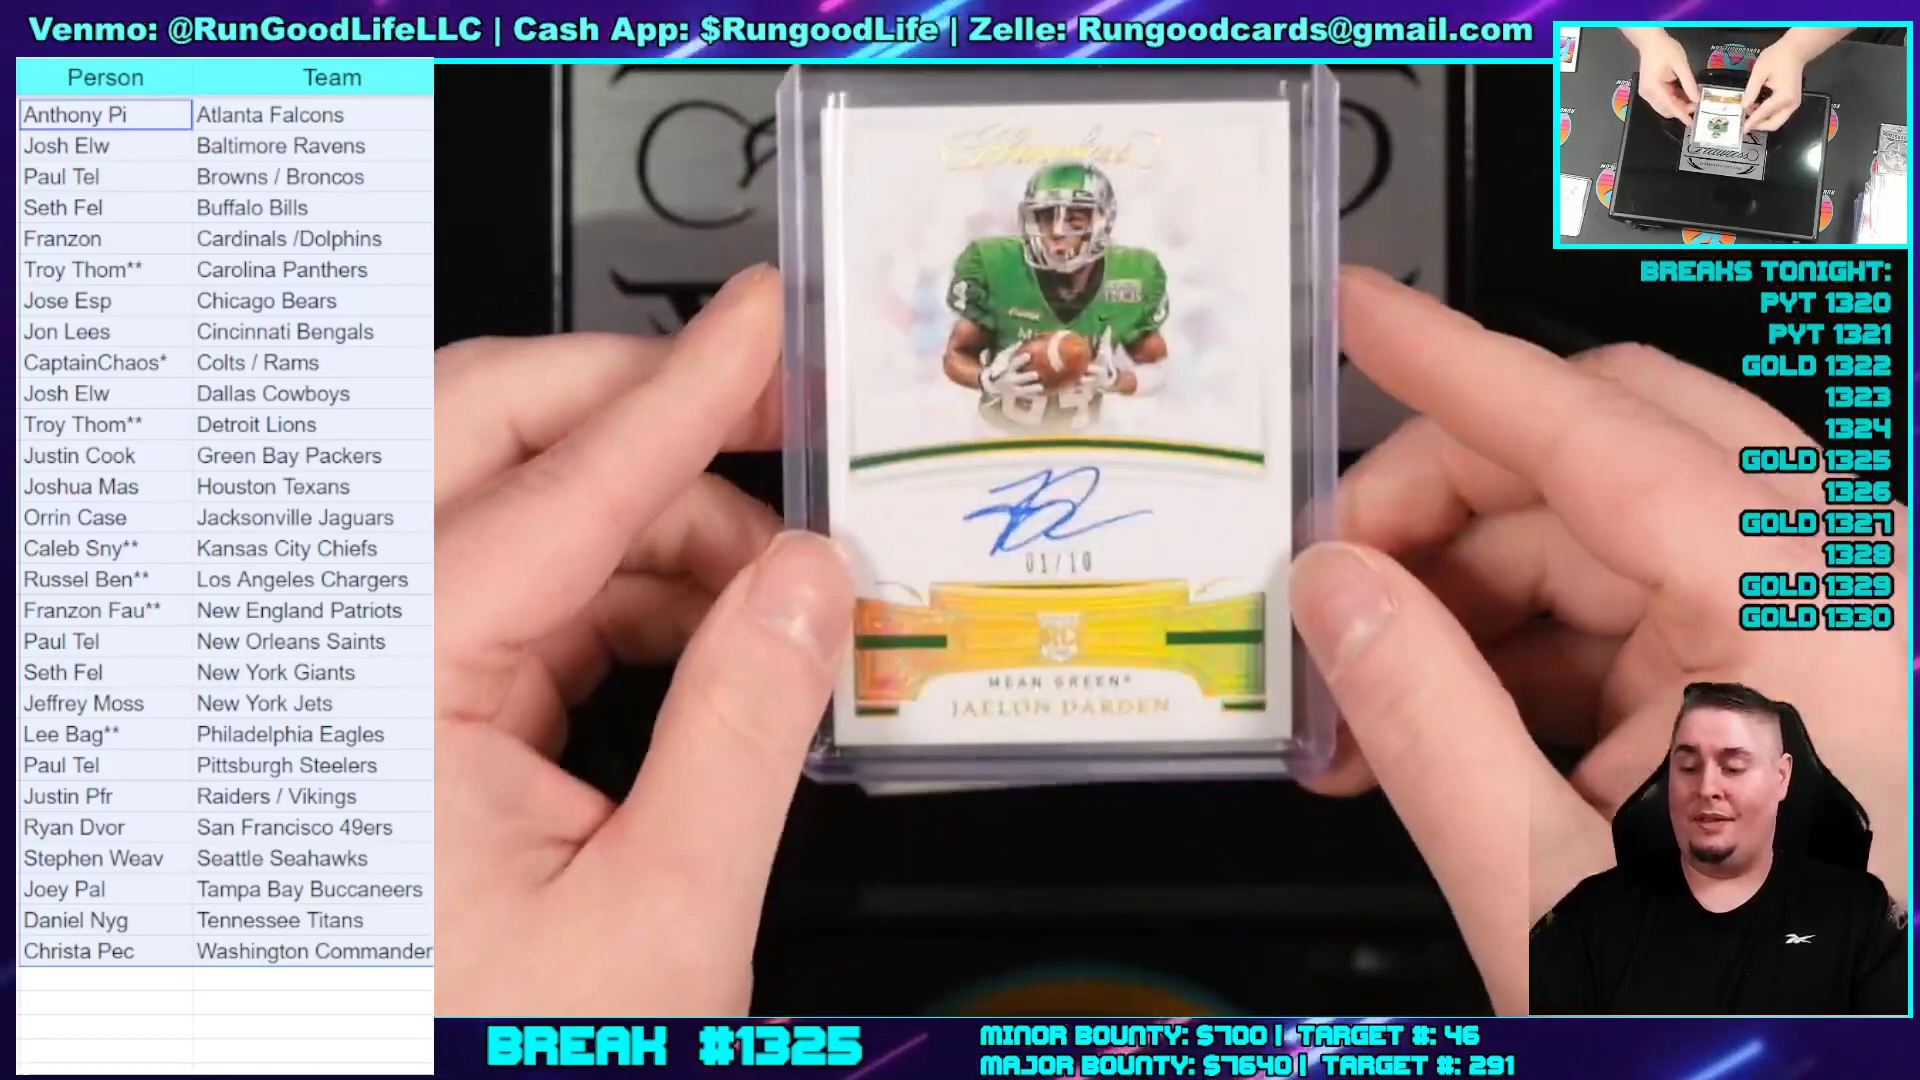 Venmo: @RunGoodLifeLLC | Cash App: $RungoodLife | Zelle: Rungoodcards@gmail.com
Person Team
Anthony Pi Atlanta Falcons
Josh Elw Baltimore Ravens
Paul Tel Browns / Broncos
Seth Fel Buffalo Bills
Franzon Cardinals /Dolphins
Troy Thom** Carolina Panthers
Jose Esp Chicago Bears
Jon Lees Cincinnati Bengals
CaptainChaos* Colts / Rams
Josh Elw Dallas Cowboys
Troy Thom** Detroit Lions
Justin Cook Green Bay Packers
Joshua Mas Houston Texans
Orrin Case Jacksonville Jaguars
Caleb Sny** Kansas City Chiefs
Russel Ben** Los Angeles Chargers
Franzon Fau** New England Patriots
Paul Tel New Orleans Saints
Seth Fel New York Giants
Jeffrey Moss New York Jets
Lee Bag** Philadelphia Eagles
Paul Tel Pittsburgh Steelers
Justin Pfr Raiders / Vikings
Ryan Dvor San Francisco 49ers
Stephen Weav Seattle Seahawks
Joey Pal Tampa Bay Buccaneers
Daniel Nyg Tennessee Titans
Christa Pec Washington Commander
Flawless
01/10
MEAN GREEN*
JAELON DARDEN
BREAKS TONIGHT:
PYT 1320
PYT 1321
GOLD 1322
1323
1324
GOLD 1325
1326
GOLD 1327
1328
GOLD 1329
GOLD 1330
BREAK #1325
MINOR BOUNTY: $700 | TARGET #: 46
MAJOR BOUNTY: $7640 | TARGET #: 291